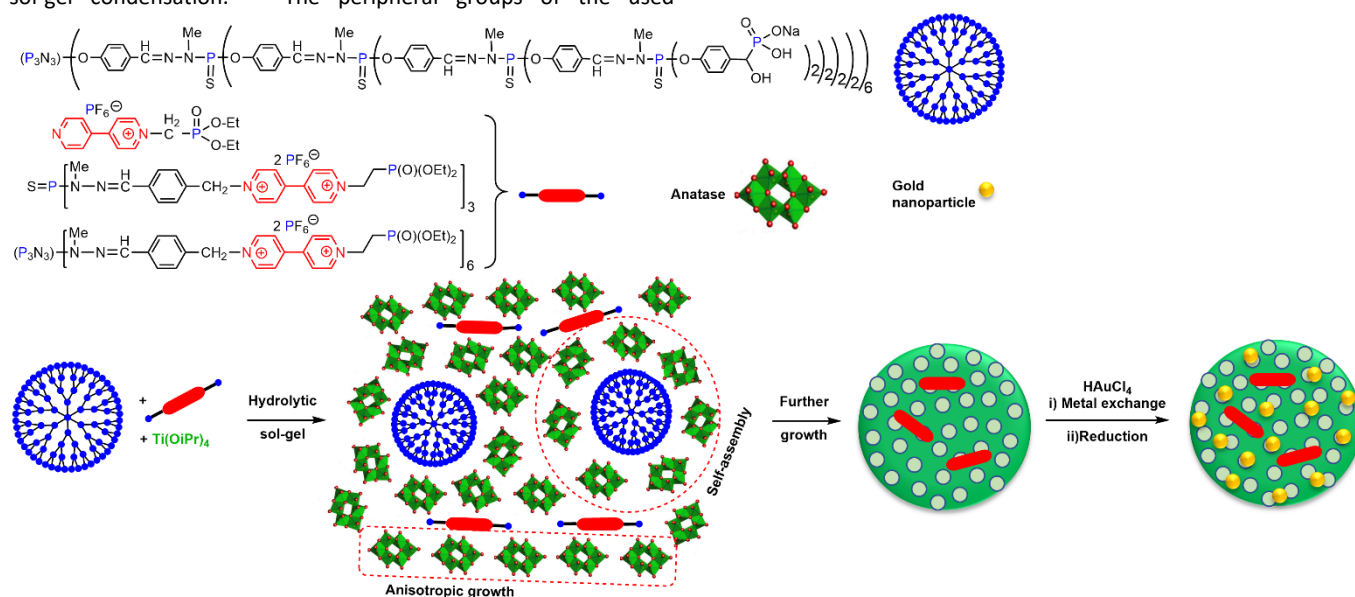 sol-gel condensation. The peripheral groups of the used
(P₃N₃) O C=N-N-P O C=N-N-P O C=N-N-P O C=N-N-P O P-OH 2 2 2 2 6
H Me S H Me S H Me S H Me S O ONa OH
PF₆⊖
N N⊕ C H₂ P O O-Et O-Et
S=P Me N-N=C H CH₂ 2 PF₆⊖ N⊕ ⊕N P(O)(OEt)₂ 3
(P₃N₃) Me N-N=C H CH₂ 2 PF₆⊖ N⊕ ⊕N P(O)(OEt)₂ 6
Anatase
Gold
nanoparticle
+
+ Ti(OiPr)₄
Hydrolytic
sol-gel
Self-assembly
Anisotropic growth
Further
growth
HAuCl₄
i) Metal exchange
ii)Reduction